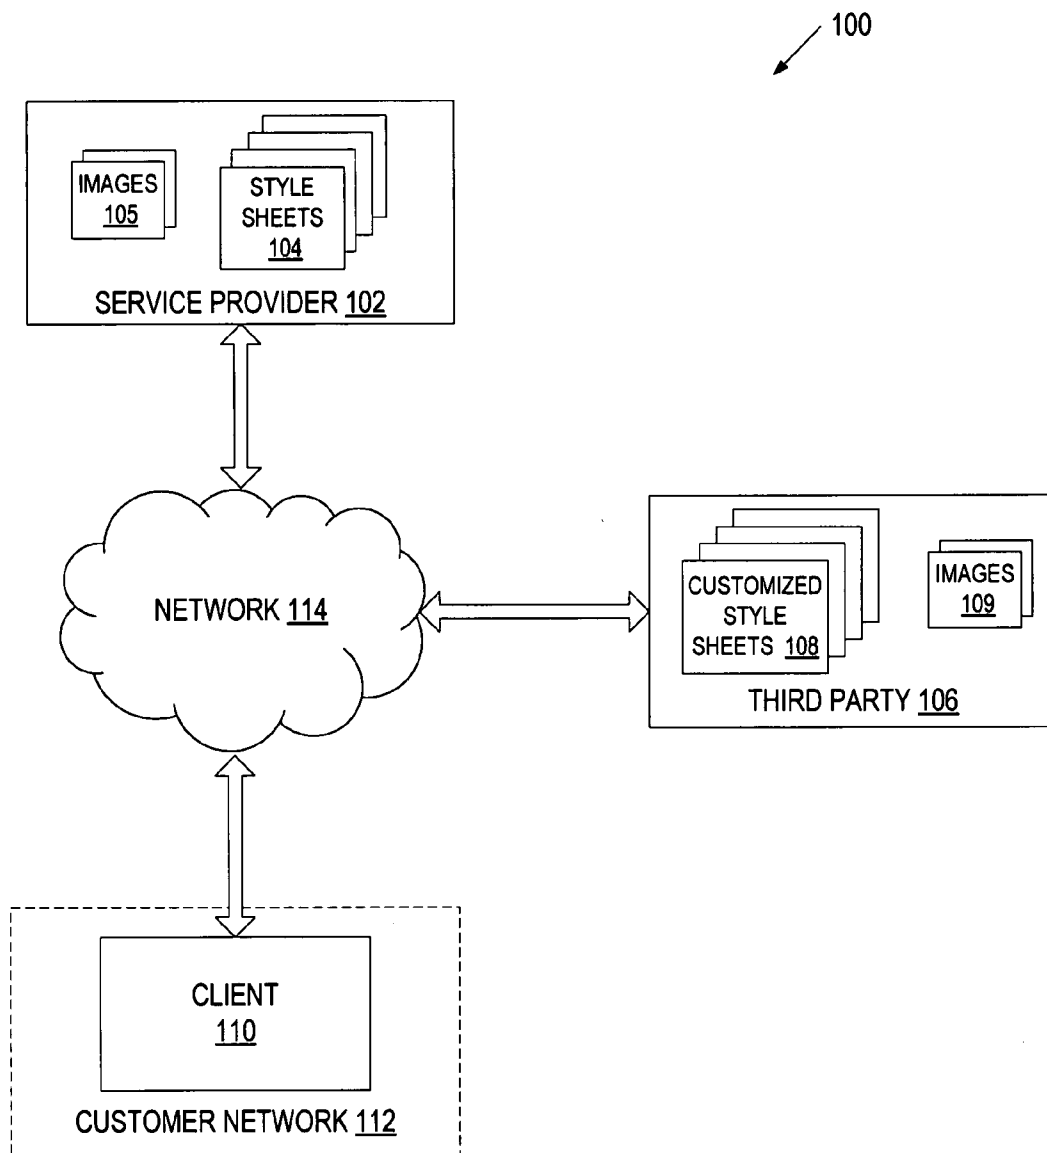 100
IMAGES
105
STYLE
SHEETS
104
SERVICE PROVIDER 102
NETWORK 114
CUSTOMIZED
STYLE
SHEETS 108
IMAGES
109
THIRD PARTY 106
CLIENT
110
CUSTOMER NETWORK 112